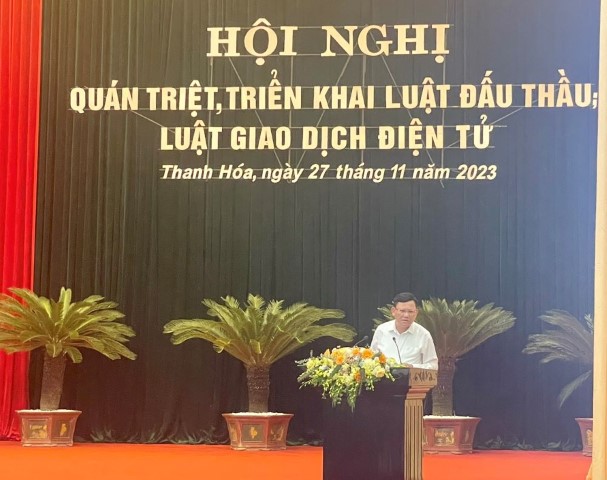 HỘI NGHỊ
QUÁN TRIỆT, TRIỂN KHAI LUẬT ĐẤU THẦU;
LUẬT GIAO DỊCH ĐIỆN TỬ
Thanh Hóa, ngày 27 tháng 11 năm 2023